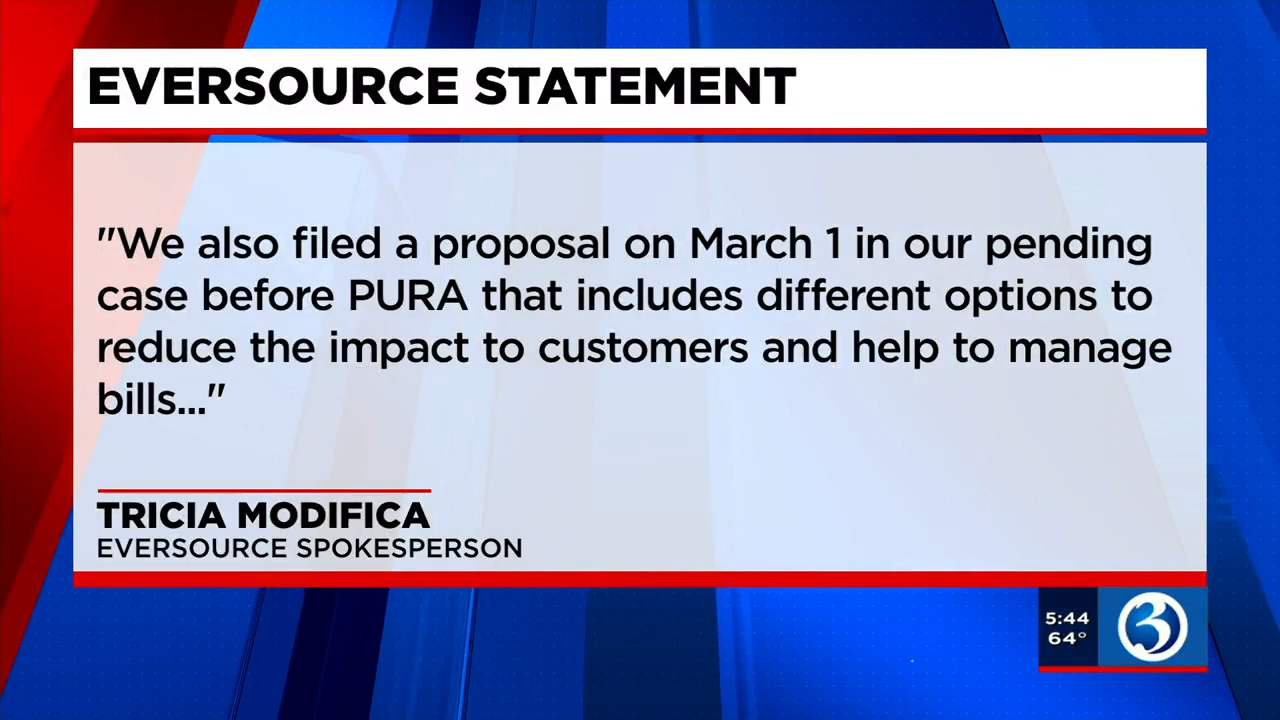 EVERSOURCE STATEMENT
"We also filed a proposal on March 1 in our pending
case before PURA that includes different options to
reduce the impact to customers and help to manage
bills..."
TRICIA MODIFICA
EVERSOURCE SPOKESPERSON
5:44
64°
3